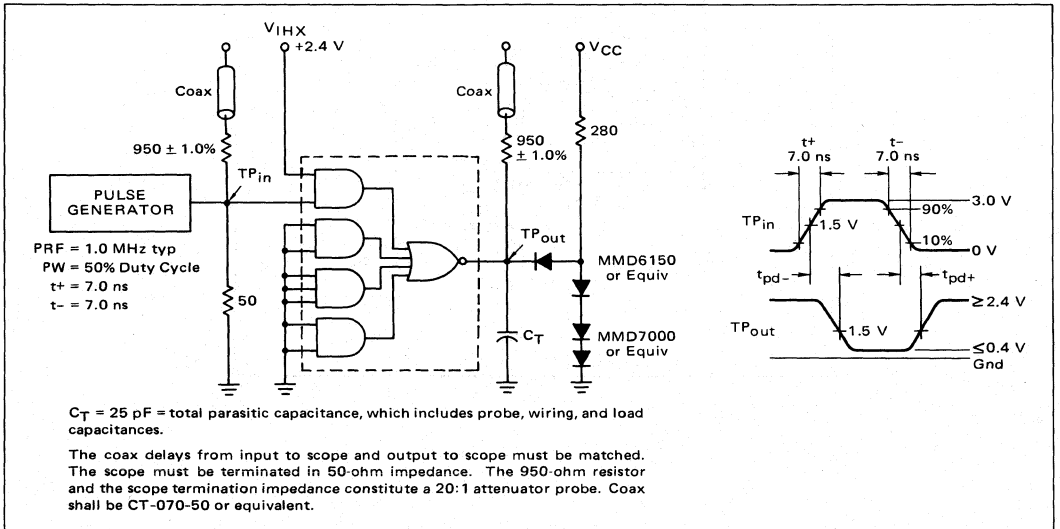 VIHX
+2.4 V
Coax
950 ± 1.0%
TPin
PULSE
GENERATOR
PRF = 1.0 MHz typ
PW = 50% Duty Cycle
t+ = 7.0 ns
t− = 7.0 ns
50
Coax
950
± 1.0%
TPout
CT
VCC
280
MMD6150
or Equiv
MMD7000
or Equiv
t+
7.0 ns
t−
7.0 ns
TPin
1.5 V
3.0 V
90%
10%
0 V
tpd−
tpd+
TPout
1.5 V
≥2.4 V
≤0.4 V
Gnd
CT = 25 pF = total parasitic capacitance, which includes probe, wiring, and load
capacitances.
The coax delays from input to scope and output to scope must be matched.
The scope must be terminated in 50-ohm impedance. The 950-ohm resistor
and the scope termination impedance constitute a 20:1 attenuator probe. Coax
shall be CT-070-50 or equivalent.